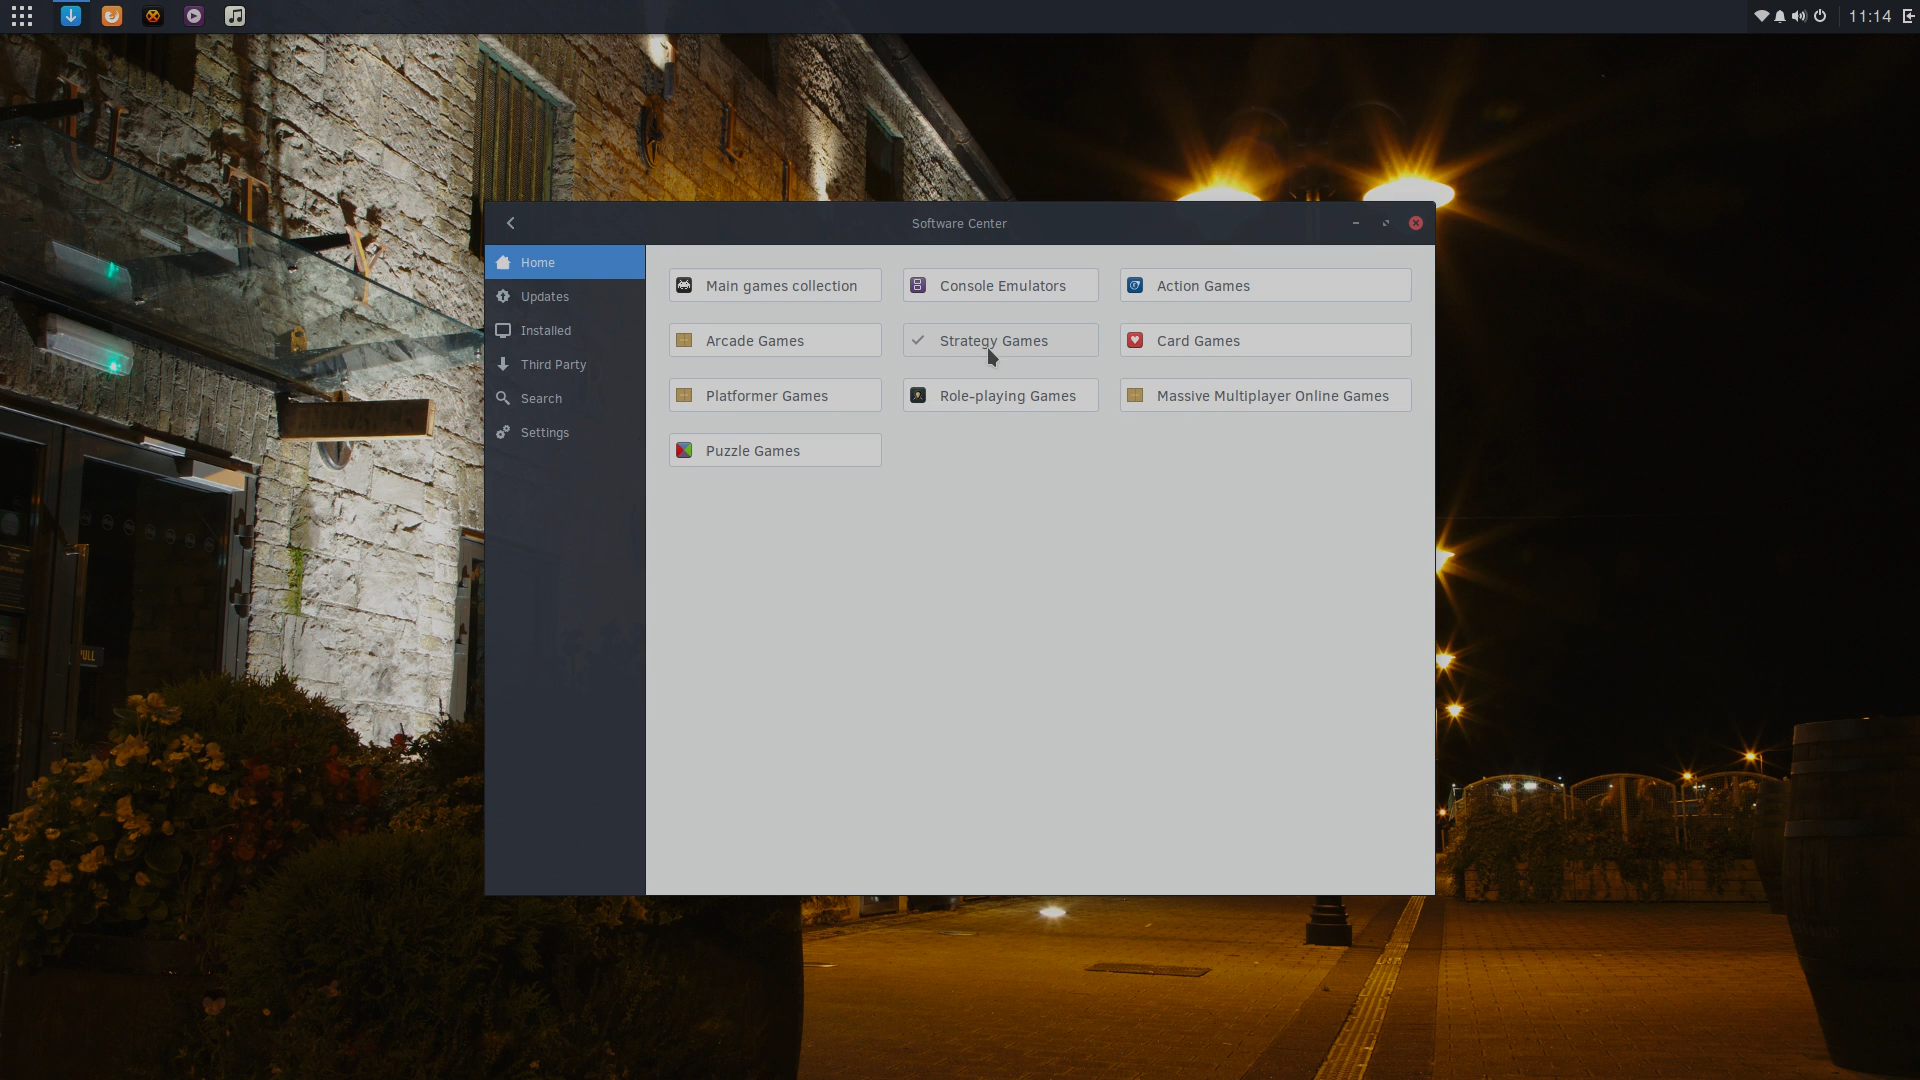 11:14
Software Center
Home
Updates
Installed
Third Party
Search
Settings
Main games collection
Console Emulators
Action Games
Arcade Games
Strategy Games
Card Games
Platformer Games
Role-playing Games
Massive Multiplayer Online Games
Puzzle Games